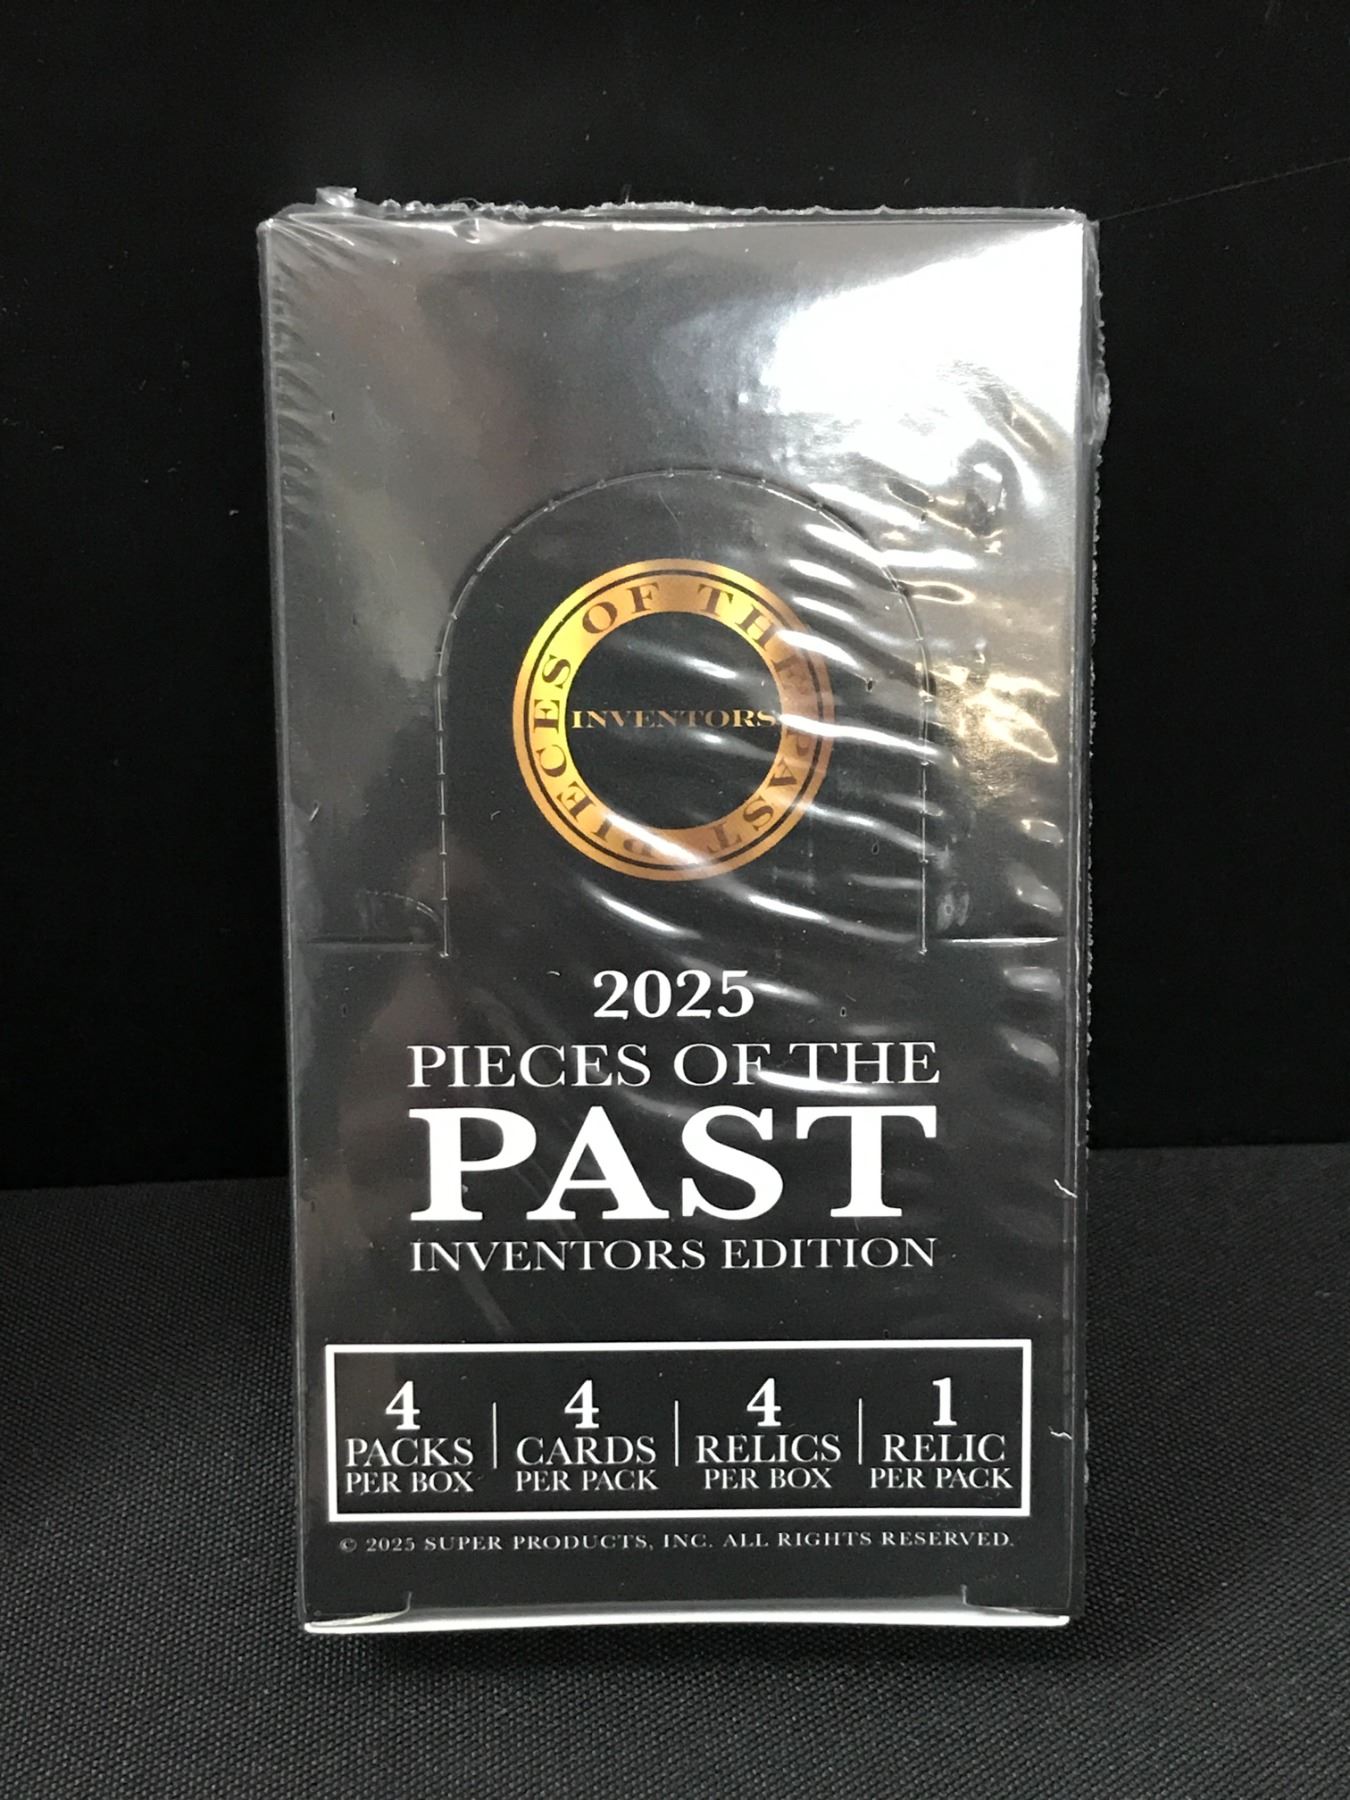 PIECES OF THE PAST
INVENTORS
2025
PIECES OF THE
PAST
INVENTORS EDITION
4 PACKS PER BOX
4 CARDS PER PACK
4 RELICS PER BOX
1 RELIC PER PACK
© 2025 SUPER PRODUCTS, INC. ALL RIGHTS RESERVED.